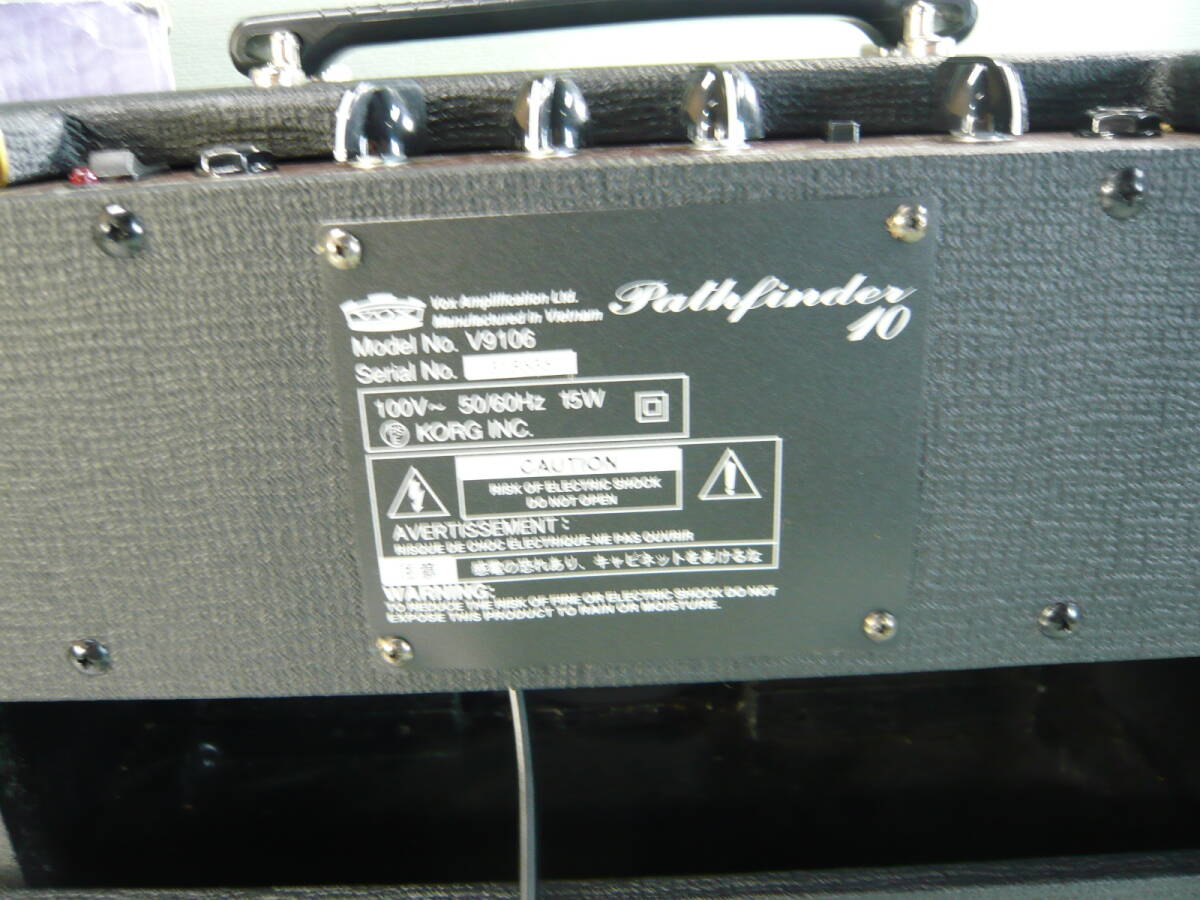 VOX
Vox Amplification Ltd.
Manufactured in Vietnam
Pathfinder
10
Model No. V9106
Serial No.
100V~ 50/60Hz 15W
PSE KORG INC.
CAUTION
RISK OF ELECTRIC SHOCK
DO NOT OPEN
AVERTISSEMENT:
RISQUE DE CHOC ELECTRIQUE-NE PAS OUVRIR
注意 感電の恐れあり、キャビネットをあけるな
WARNING:
TO REDUCE THE RISK OF FIRE OR ELECTRIC SHOCK DO NOT
EXPOSE THIS PRODUCT TO RAIN OR MOISTURE.